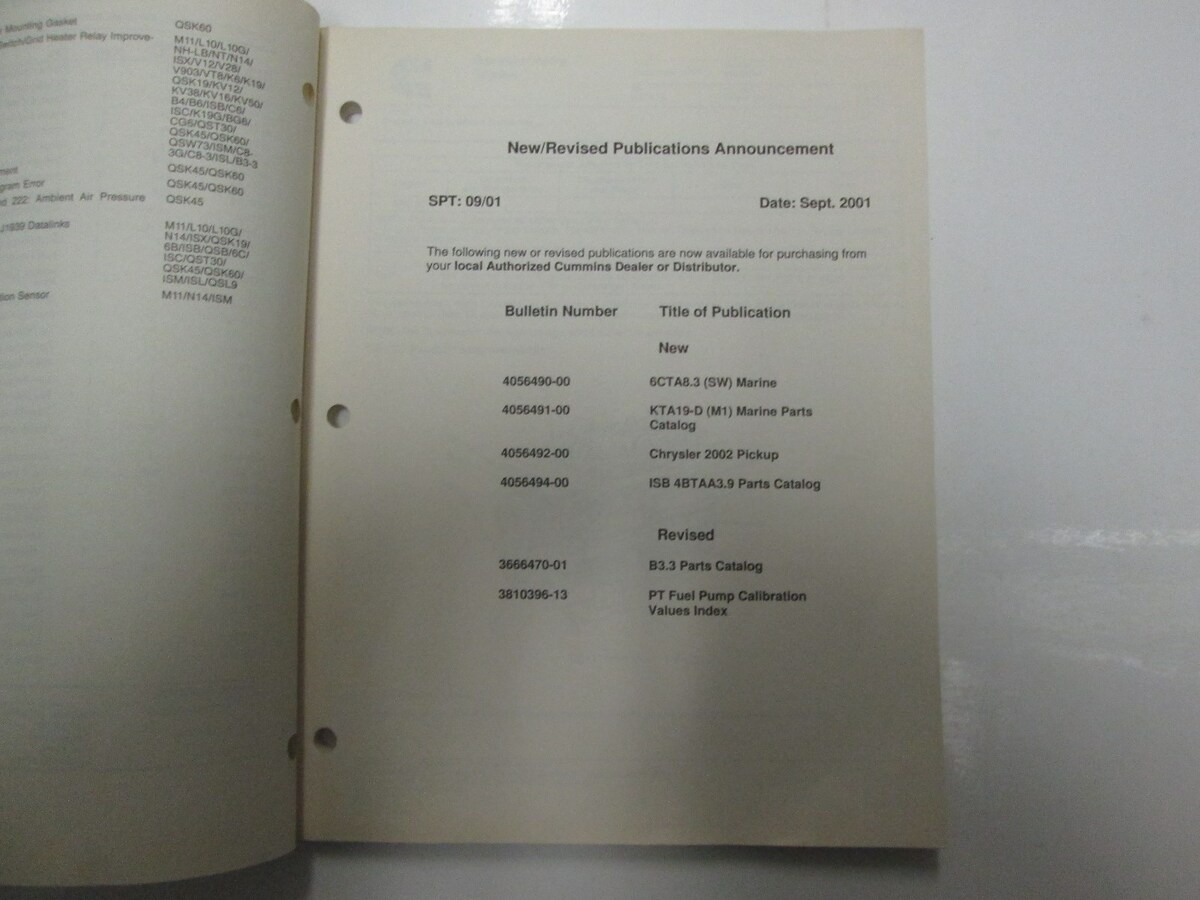 Mounting Gasket QSK60
Switch/Grid Heater Relay Improve- M11/L10/L10G/
NH-LB/NT/N14/
ISX/V12/V28/
V903/VT8/K6/K19/
QSK19/KV12/
KV38/KV16/KV50/
B4/B6/ISB/C6/
ISC/K19G/BG6/
CG6/QST30/
QSK45/QSK60/
QSW73/ISM/C8-
3G/C8-3/ISL/B3-3
QSK45/QSK60
gram Error QSK45/QSK60
222: Ambient Air Pressure QSK45
J1939 Datalinks M11/L10/L10G/
N14/ISX/QSK19/
6B/ISB/QSB/6C/
ISC/QST30/
QSK45/QSK60/
ISM/ISL/QSL9
tion Sensor M11/N14/ISM
New/Revised Publications Announcement
SPT: 09/01 Date: Sept. 2001
The following new or revised publications are now available for purchasing from
your local Authorized Cummins Dealer or Distributor.
Bulletin Number Title of Publication
New
4056490-00 6CTA8.3 (SW) Marine
4056491-00 KTA19-D (M1) Marine Parts
Catalog
4056492-00 Chrysler 2002 Pickup
4056494-00 ISB 4BTAA3.9 Parts Catalog
Revised
3666470-01 B3.3 Parts Catalog
3810396-13 PT Fuel Pump Calibration
Values Index